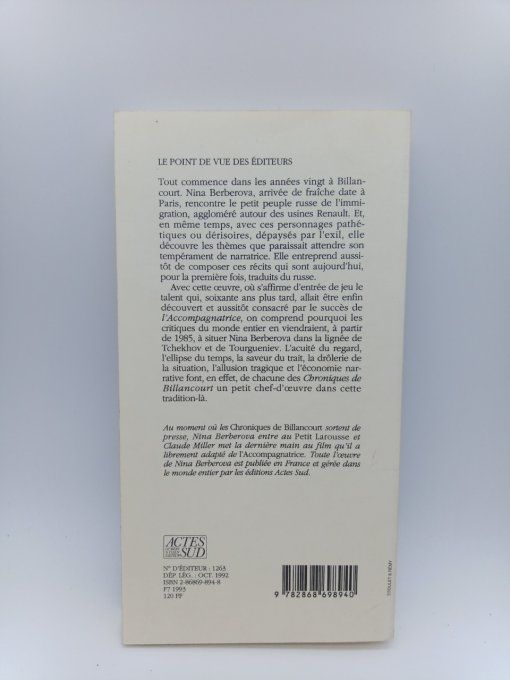 LE POINT DE VUE DES ÉDITEURS
Tout commence dans les années vingt à Billan-
court. Nina Berberova, arrivée de fraîche date à
Paris, rencontre le petit peuple russe de l'immi-
gration, aggloméré autour des usines Renault. Et,
en même temps, avec ces personnages pathé-
tiques ou dérisoires, dépaysés par l'exil, elle
découvre les thèmes que paraissait attendre son
tempérament de narratrice. Elle entreprend aussi-
tôt de composer ces récits qui sont aujourd'hui,
pour la première fois, traduits du russe.
Avec cette œuvre, où s'affirme d'entrée de jeu le
talent qui, soixante ans plus tard, allait être enfin
découvert et aussitôt consacré par le succès de
l'Accompagnatrice, on comprend pourquoi les
critiques du monde entier en viendraient, à partir
de 1985, à situer Nina Berberova dans la lignée de
Tchekhov et de Tourgueniev. L'acuité du regard,
l'ellipse du temps, la saveur du trait, la drôlerie de
la situation, l'allusion tragique et l'économie nar-
rative font, en effet, de chacune des Chroniques de
Billancourt un petit chef-d'œuvre dans cette
tradition-là.
Au moment où les Chroniques de Billancourt sortent de
presse, Nina Berberova entre au Petit Larousse et
Claude Miller met la dernière main au film qu'il a
librement adapté de l'Accompagnatrice. Toute l'œuvre
de Nina Berberova est publiée en France et gérée dans
le monde entier par les éditions Actes Sud.
ACTES
SUD
N° D'ÉDITEUR : 1263
DÉP. LÉG. : OCT. 1992
ISBN 2-86869-894-8
F7 1993
120 FF
9 782868 698940